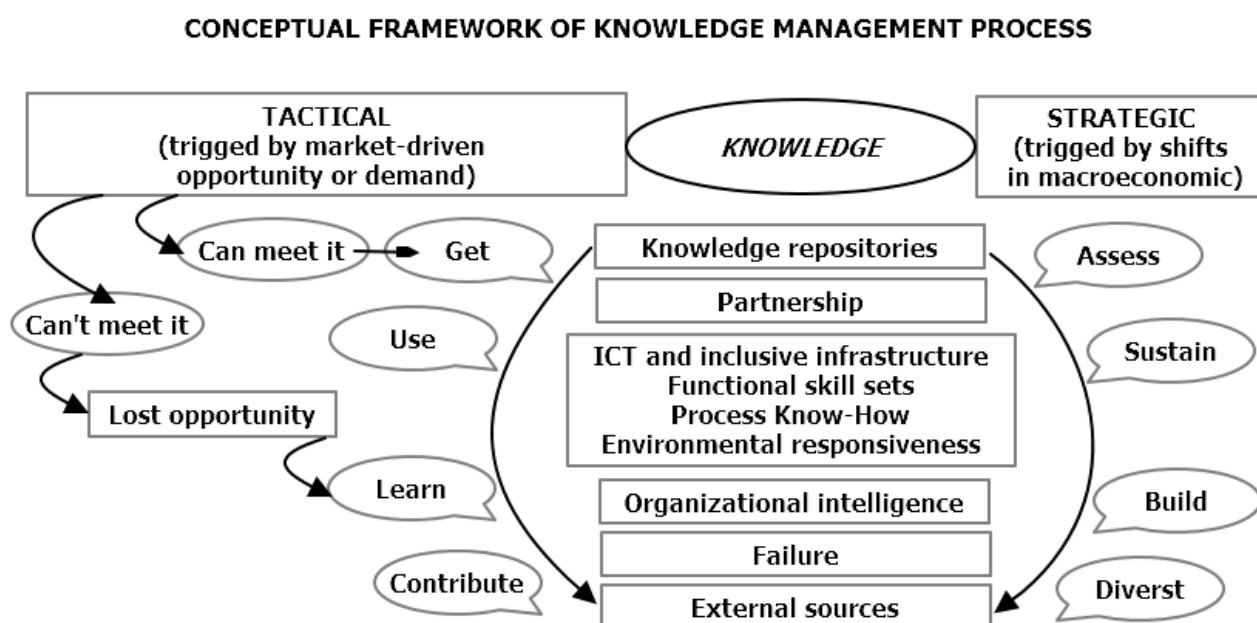 CONCEPTUAL FRAMEWORK OF KNOWLEDGE MANAGEMENT PROCESS
TACTICAL
(trigged by market-driven
opportunity or demand)
KNOWLEDGE
STRATEGIC
(trigged by shifts
in macroeconomic)
Can meet it
Get
Knowledge repositories
Assess
Partnership
Can't meet it
Use
Sustain
ICT and inclusive infrastructure
Functional skill sets
Process Know-How
Environmental responsiveness
Lost opportunity
Learn
Organizational intelligence
Build
Failure
Contribute
External sources
Diverst